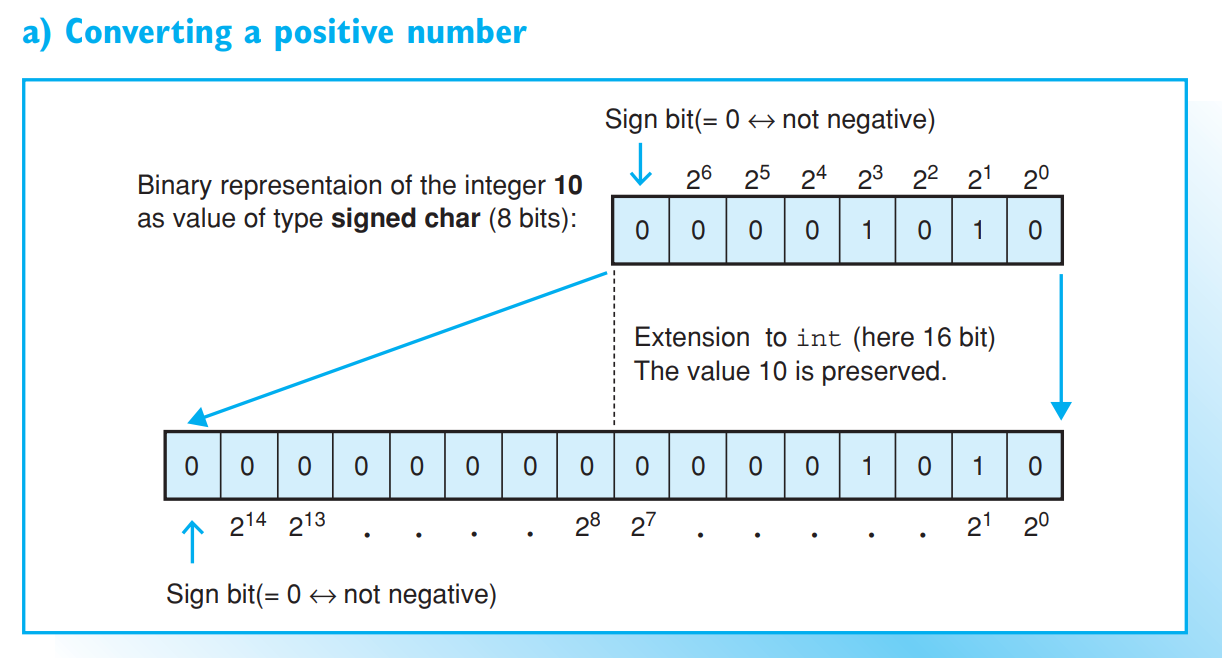 a) Converting a positive number
Sign bit(= 0 ↔ not negative)
Binary representaion of the integer 10
as value of type signed char (8 bits):
2⁶ 2⁵ 2⁴ 2³ 2² 2¹ 2⁰
0 0 0 0 1 0 1 0
Extension to int (here 16 bit)
The value 10 is preserved.
0 0 0 0 0 0 0 0 0 0 0 0 1 0 1 0
2¹⁴ 2¹³ . . . . 2⁸ 2⁷ . . . . . 2¹ 2⁰
Sign bit(= 0 ↔ not negative)